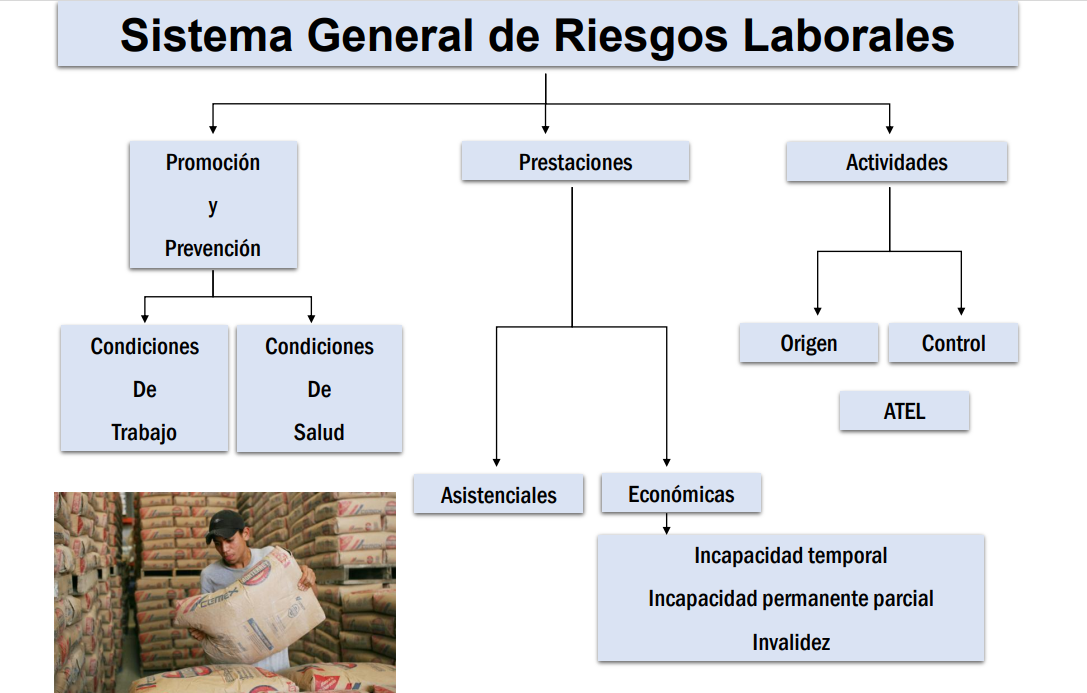 Sistema General de Riesgos Laborales
Promoción
y
Prevención
Prestaciones
Actividades
Condiciones
De
Trabajo
Condiciones
De
Salud
Origen
Control
ATEL
Asistenciales
Económicas
Incapacidad temporal
Incapacidad permanente parcial
Invalidez